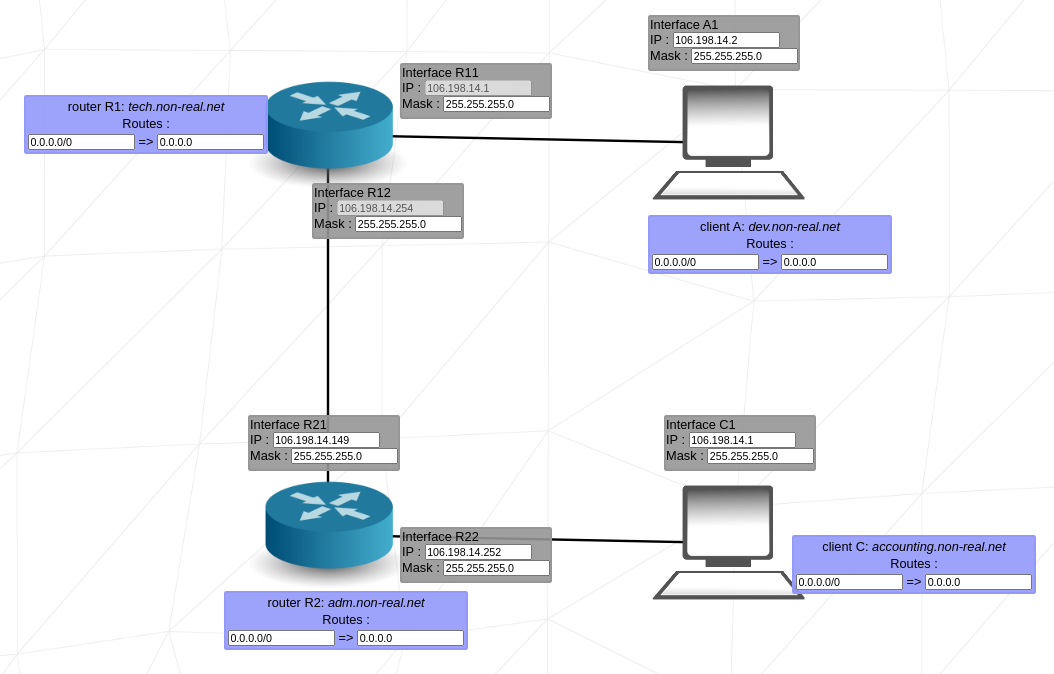 Interface A1
IP : 106.198.14.2
Mask : 255.255.255.0
Interface R11
IP : 106.198.14.1
Mask : 255.255.255.0
router R1: tech.non-real.net
Routes :
0.0.0.0/0 => 0.0.0.0
Interface R12
IP : 106.198.14.254
Mask : 255.255.255.0
client A: dev.non-real.net
Routes :
0.0.0.0/0 => 0.0.0.0
Interface R21
IP : 106.198.14.149
Mask : 255.255.255.0
Interface C1
IP : 106.198.14.1
Mask : 255.255.255.0
Interface R22
IP : 106.198.14.252
Mask : 255.255.255.0
client C: accounting.non-real.net
Routes :
0.0.0.0/0 => 0.0.0.0
router R2: adm.non-real.net
Routes :
0.0.0.0/0 => 0.0.0.0